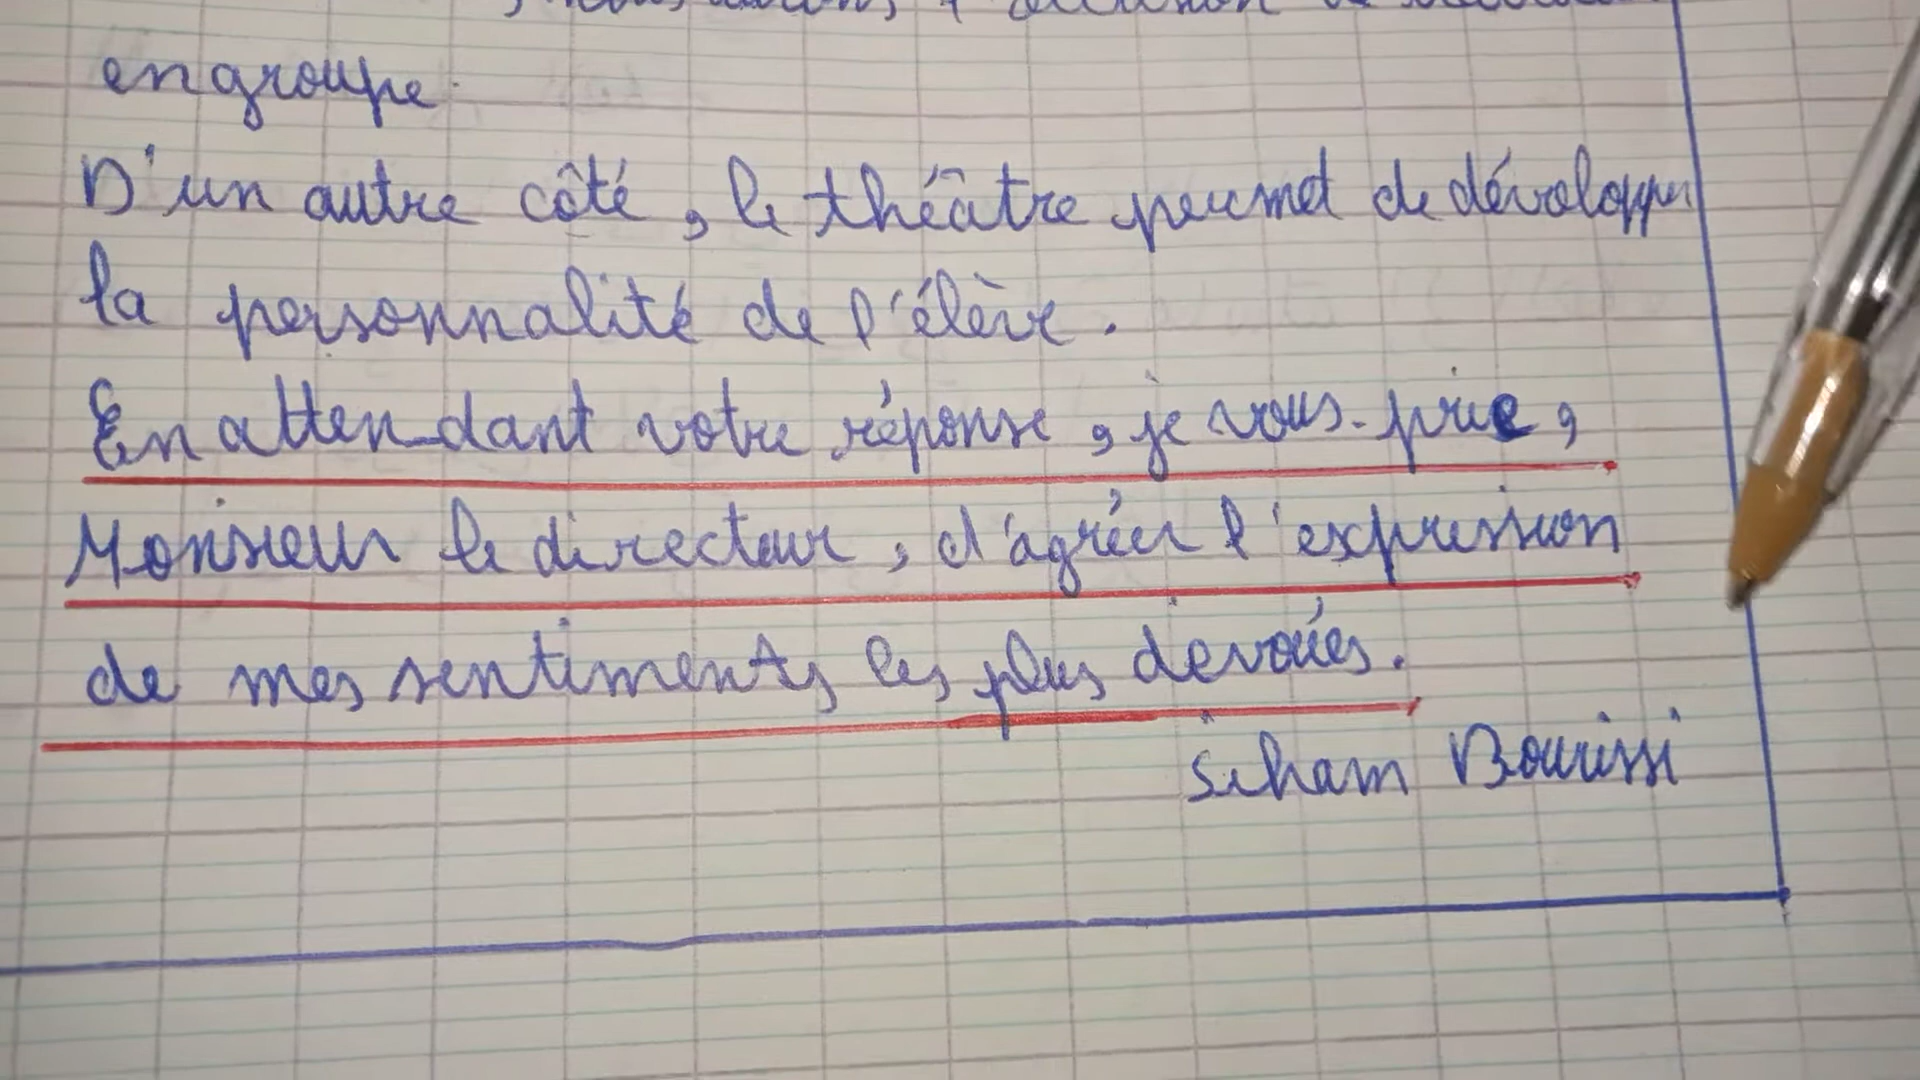 en groupe.
D'un autre côté, le théâtre permet de développer
la personnalité de l'élève.
En attendant votre réponse, je vous prie,
Monsieur le directeur, d'agréer l'expression
de mes sentiments les plus dévoués.
Siham Bourissi